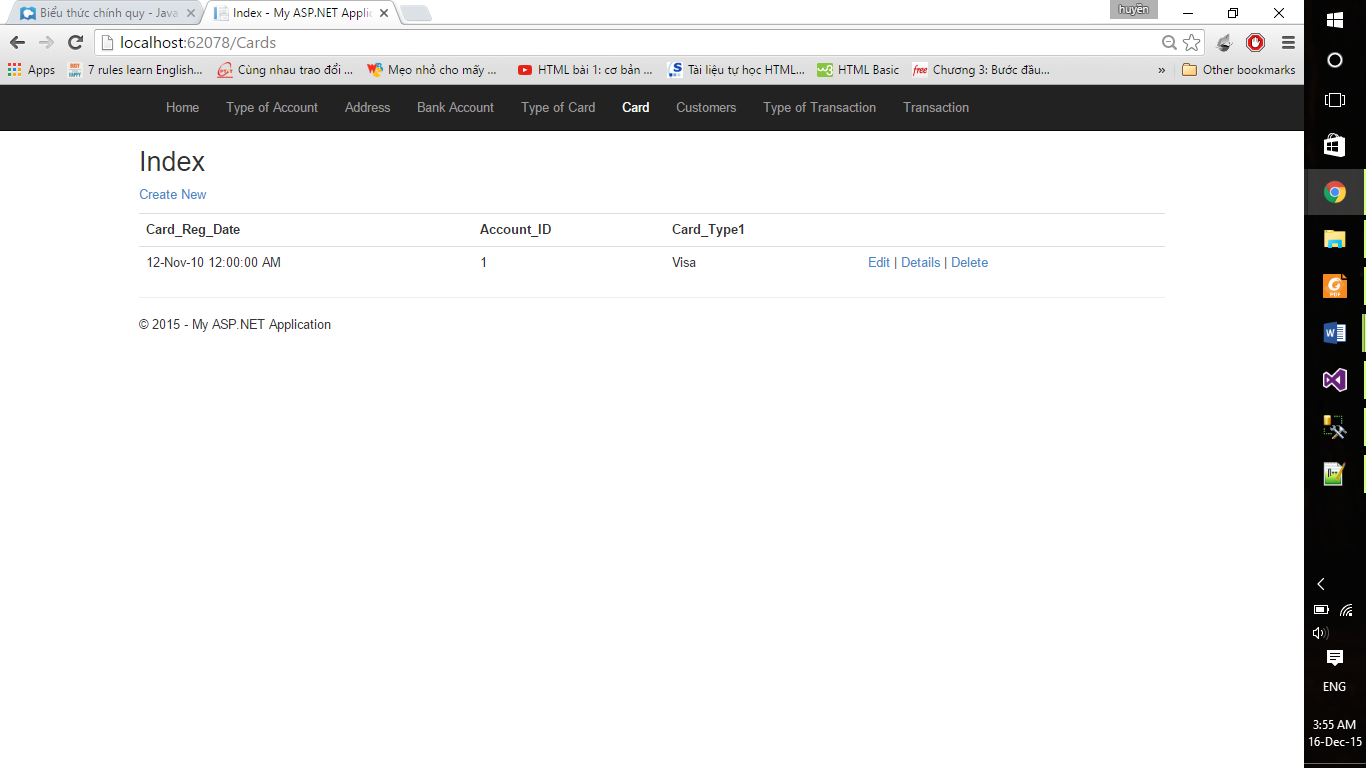 huyền
Biểu thức chính quy - Java
Index - My ASP.NET Applic
localhost:62078/Cards
Apps
7 rules learn English...
Cùng nhau trao đổi ...
Mẹo nhỏ cho mấy ...
HTML bài 1: cơ bản ...
Tài liệu tự học HTML...
HTML Basic
free Chương 3: Bước đầu...
»
Other bookmarks
Home
Type of Account
Address
Bank Account
Type of Card
Card
Customers
Type of Transaction
Transaction
Index
Create New
Card_Reg_Date Account_ID Card_Type1
12-Nov-10 12:00:00 AM 1 Visa Edit | Details | Delete
© 2015 - My ASP.NET Application
ENG
3:55 AM
16-Dec-15